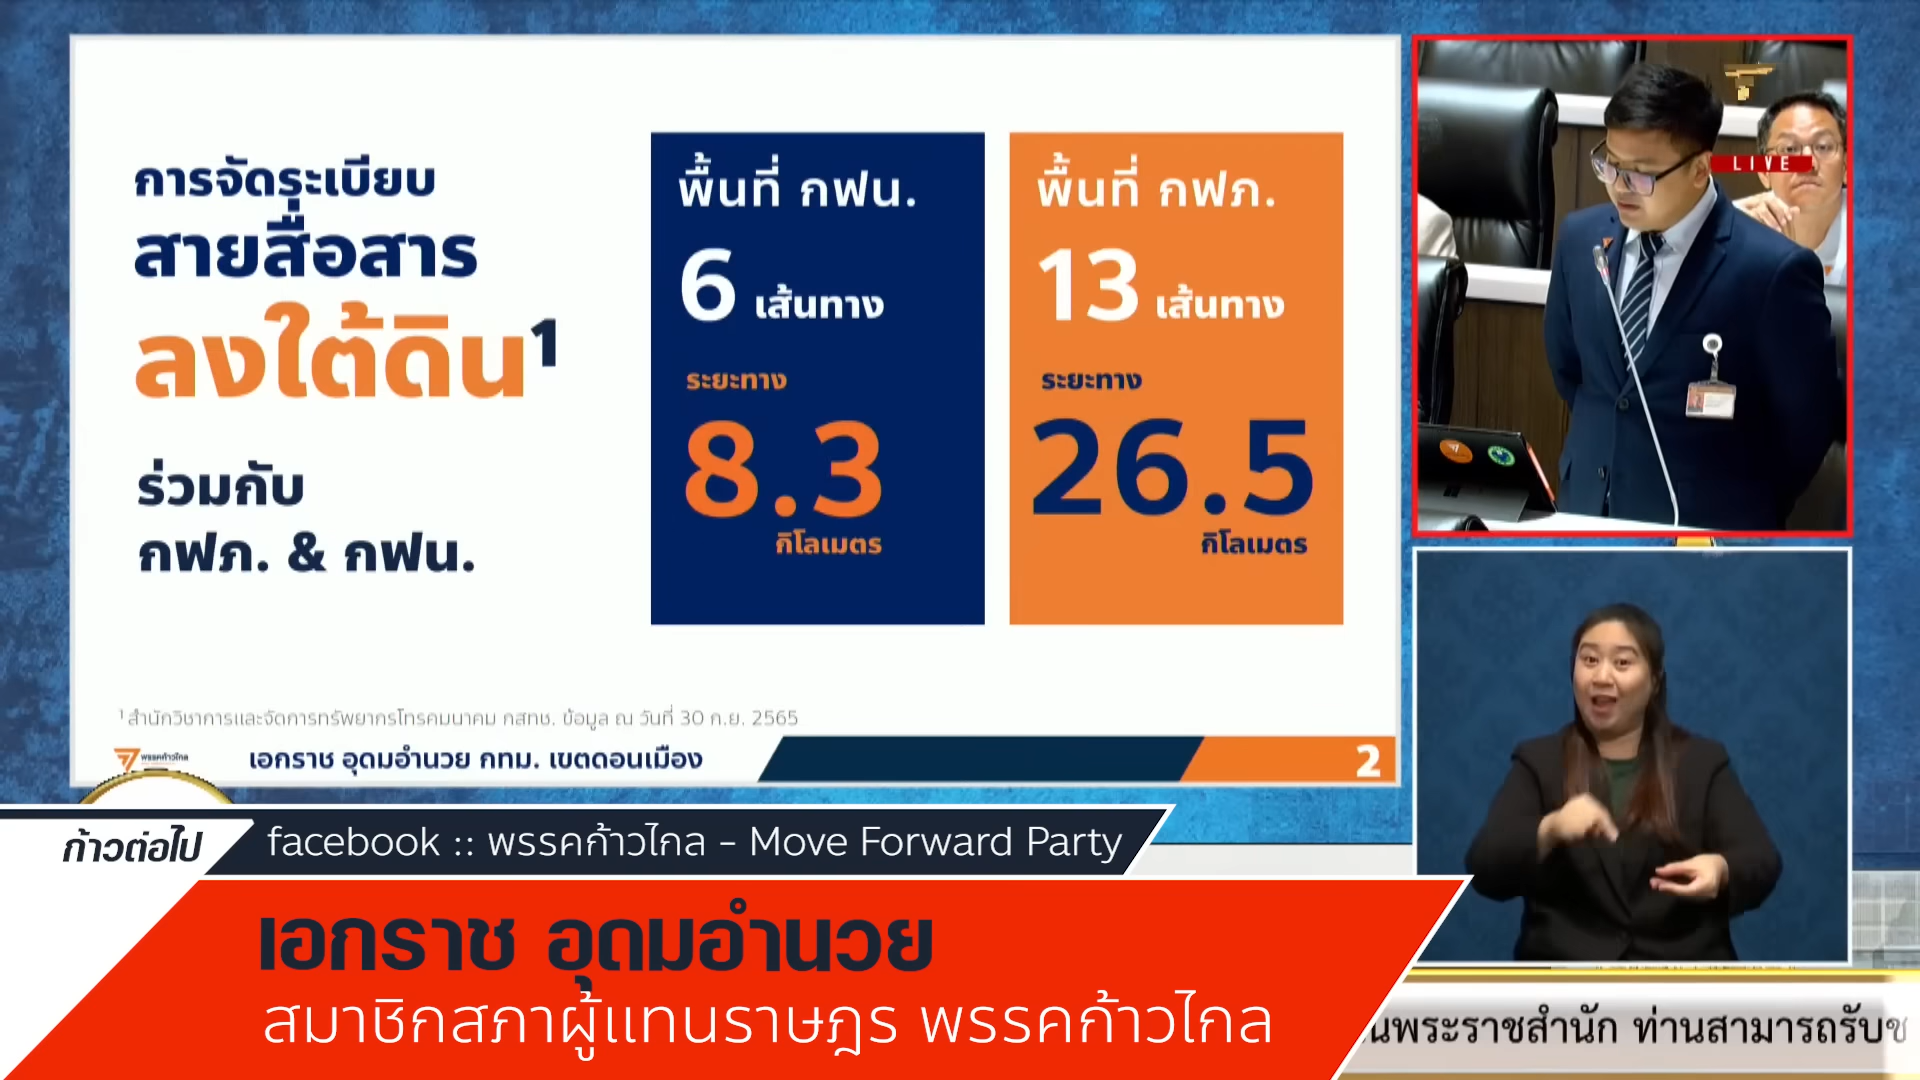 การจัดระเบียบ
สายสื่อสาร
ลงใต้ดิน¹
ร่วมกับ
กฟภ. & กฟน.
พื้นที่ กฟน.
6 เส้นทาง
ระยะทาง
8.3
กิโลเมตร
พื้นที่ กฟภ.
13 เส้นทาง
ระยะทาง
26.5
กิโลเมตร
¹ สำนักวิชาการและจัดการทรัพยากรโทรคมนาคม กสทช. ข้อมูล ณ วันที่ 30 ก.ย. 2565
พรรคก้าวไกล
เอกราช อุดมอำนวย กทม. เขตดอนเมือง
2
LIVE
ก้าวต่อไป
facebook :: พรรคก้าวไกล - Move Forward Party
เอกราช อุดมอำนวย
สมาชิกสภาผู้แทนราษฎร พรรคก้าวไกล
นพระราชสำนัก ท่านสามารถรับช